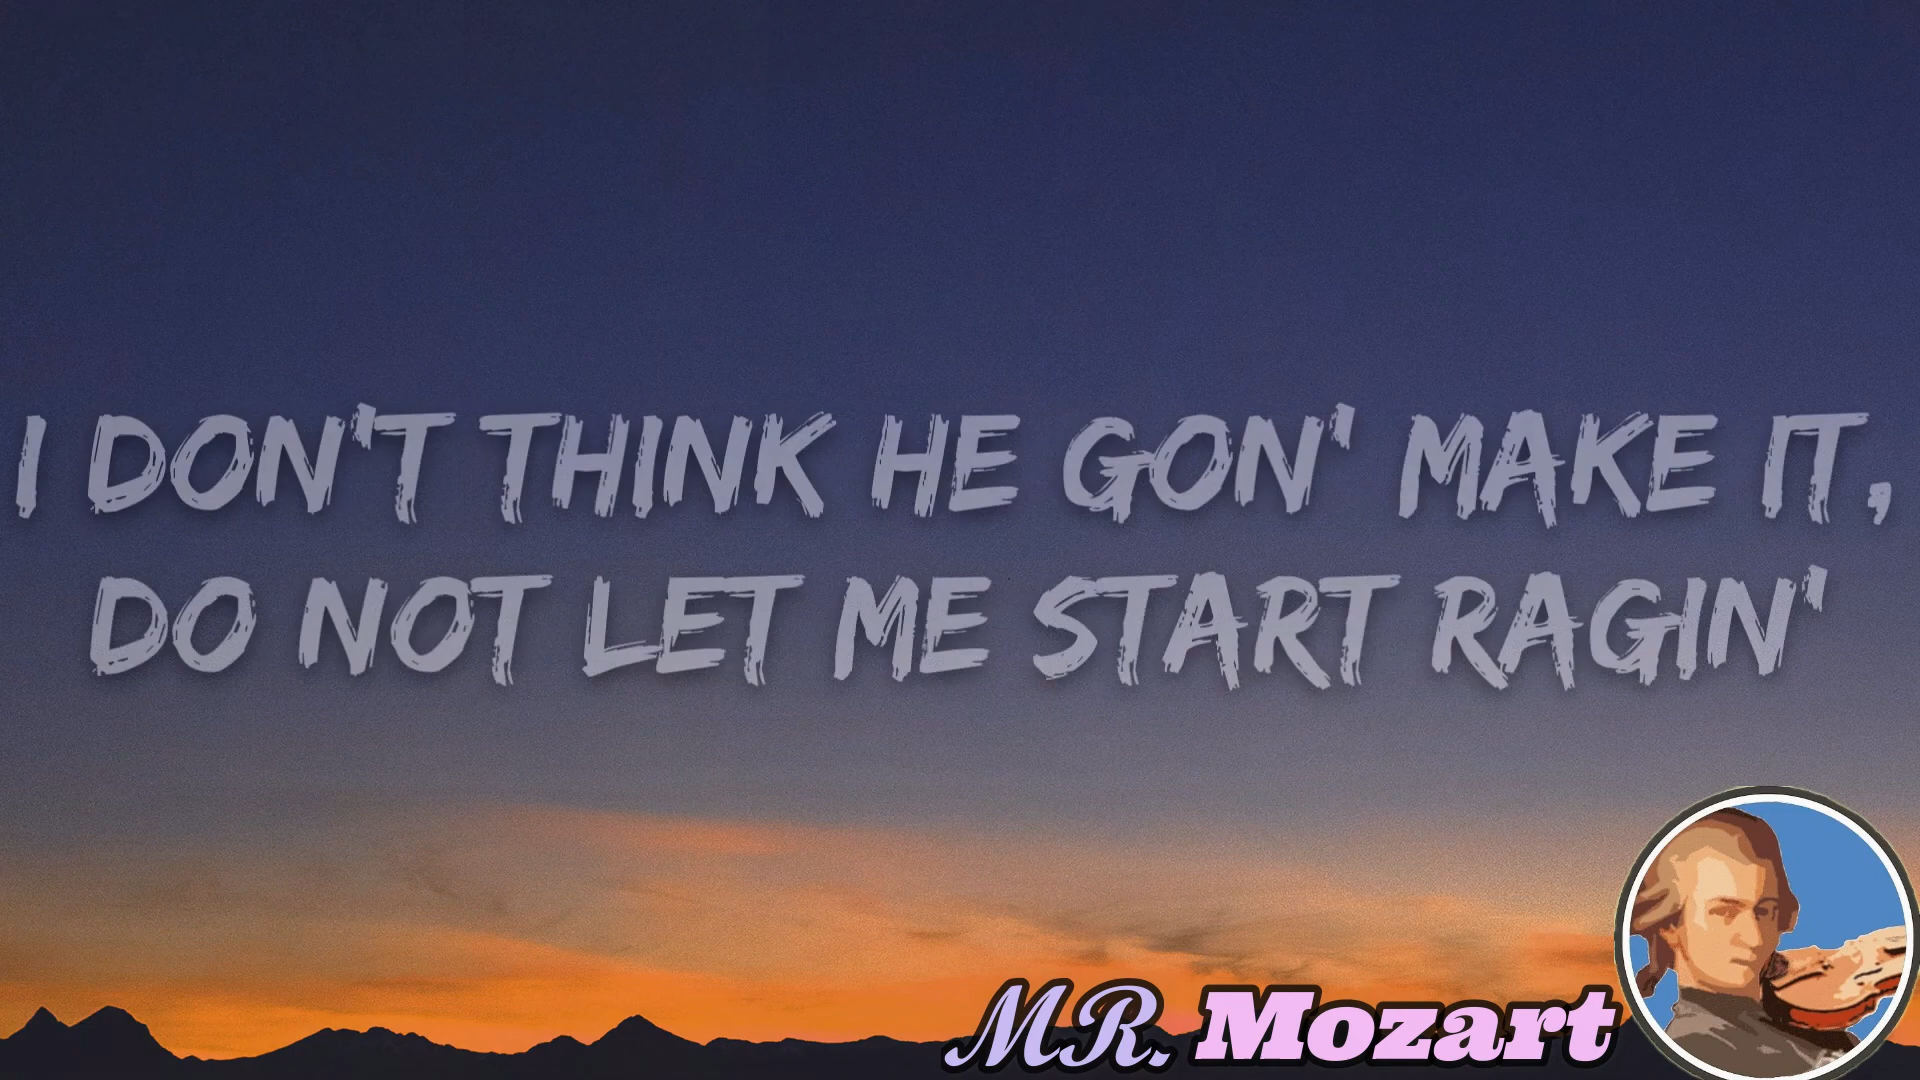 I DON'T THINK HE GON' MAKE IT,
DO NOT LET ME START RAGIN'
MR. Mozart